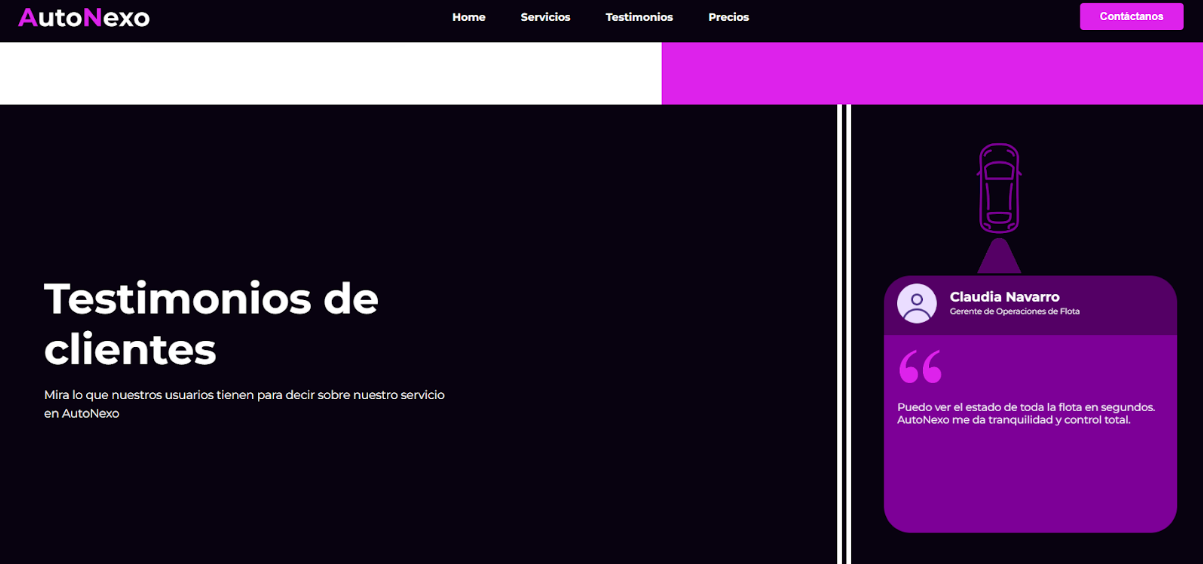 AutoNexo
Home Servicios Testimonios Precios
Contáctanos
Testimonios de
clientes
Mira lo que nuestros usuarios tienen para decir sobre nuestro servicio
en AutoNexo
Claudia Navarro
Gerente de Operaciones de Flota
“
Puedo ver el estado de toda la flota en segundos.
AutoNexo me da tranquilidad y control total.